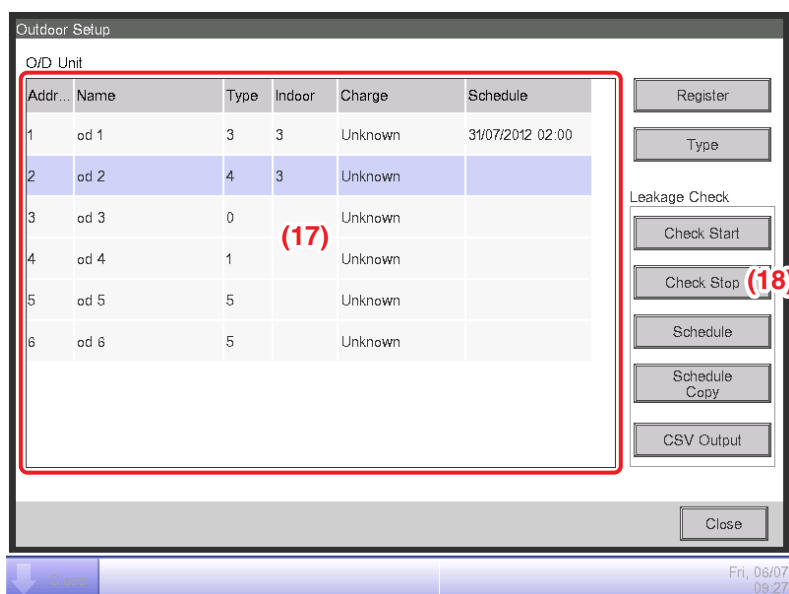 Outdoor Setup
O/D Unit
Addr... Name Type Indoor Charge Schedule
1 od 1 3 3 Unknown 31/07/2012 02:00
2 od 2 4 3 Unknown
3 od 3 0 Unknown
4 od 4 1 Unknown
5 od 5 5 Unknown
6 od 6 5 Unknown
(17)
Register
Type
Leakage Check
Check Start
Check Stop
(18)
Schedule
Schedule
Copy
CSV Output
Close
Close
Fri, 06/07
09:27